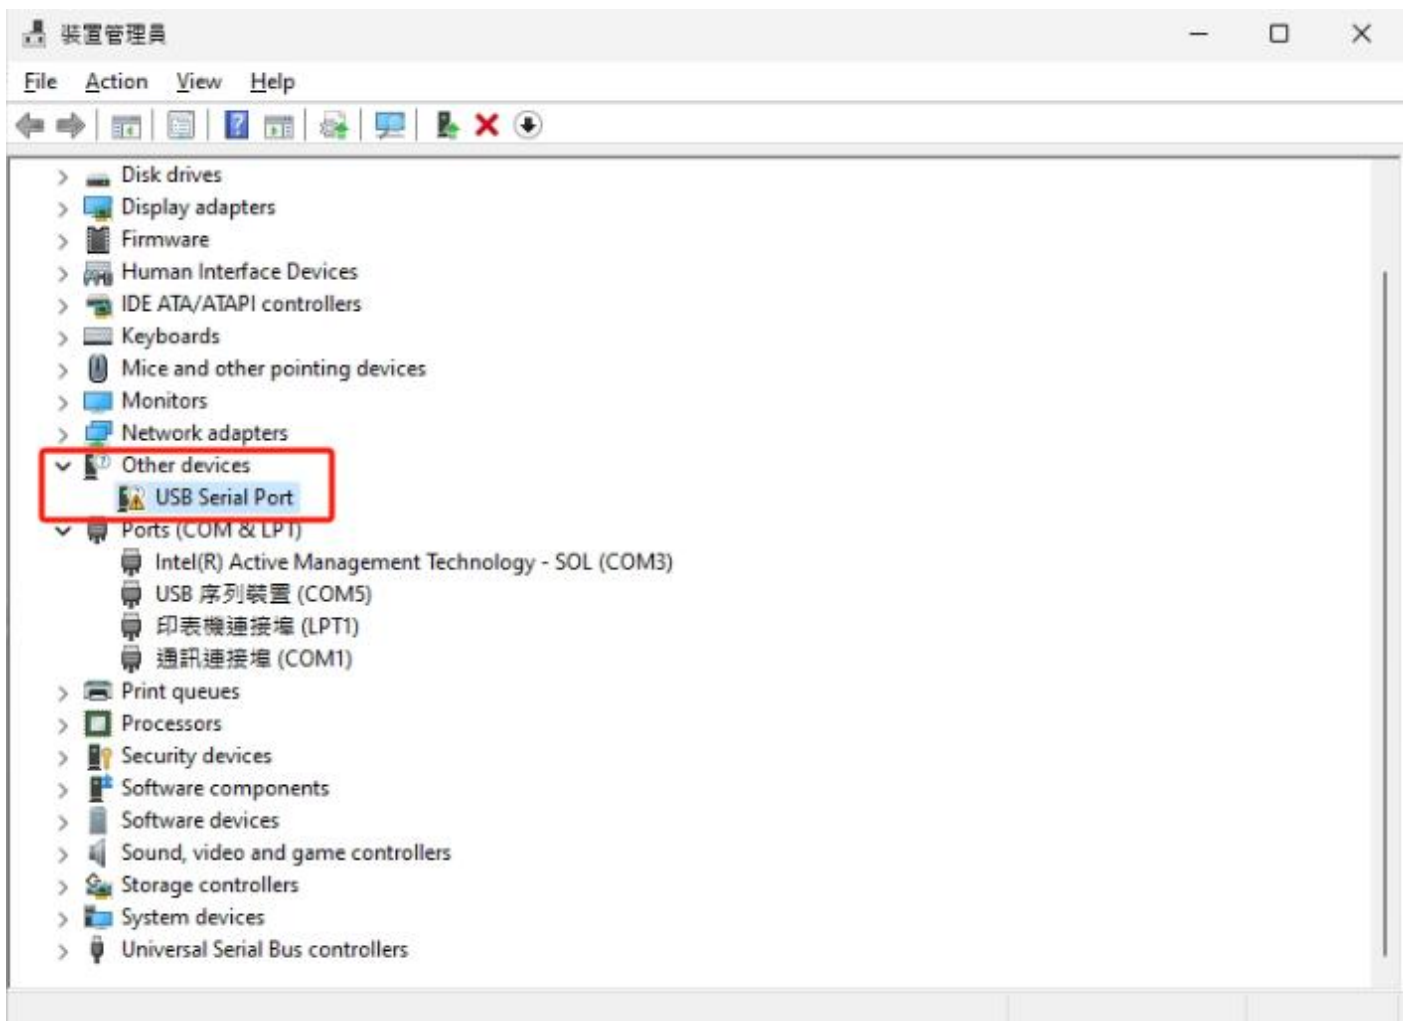 裝置管理員
File Action View Help
Disk drives
Display adapters
Firmware
Human Interface Devices
IDE ATA/ATAPI controllers
Keyboards
Mice and other pointing devices
Monitors
Network adapters
Other devices
USB Serial Port
Ports (COM & LPT)
Intel(R) Active Management Technology - SOL (COM3)
USB 序列裝置 (COM5)
印表機連接埠 (LPT1)
通訊連接埠 (COM1)
Print queues
Processors
Security devices
Software components
Software devices
Sound, video and game controllers
Storage controllers
System devices
Universal Serial Bus controllers